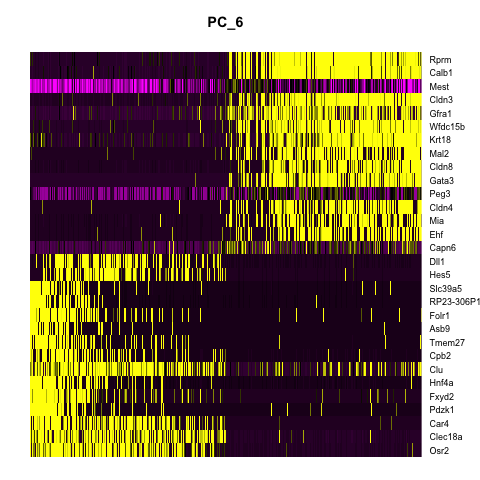 PC_6
Rprm
Calb1
Mest
Cldn3
Gfra1
Wfdc15b
Krt18
Mal2
Cldn8
Gata3
Peg3
Cldn4
Mia
Ehf
Capn6
Dll1
Hes5
Slc39a5
RP23-306P1
Folr1
Asb9
Tmem27
Cpb2
Clu
Hnf4a
Fxyd2
Pdzk1
Car4
Clec18a
Osr2